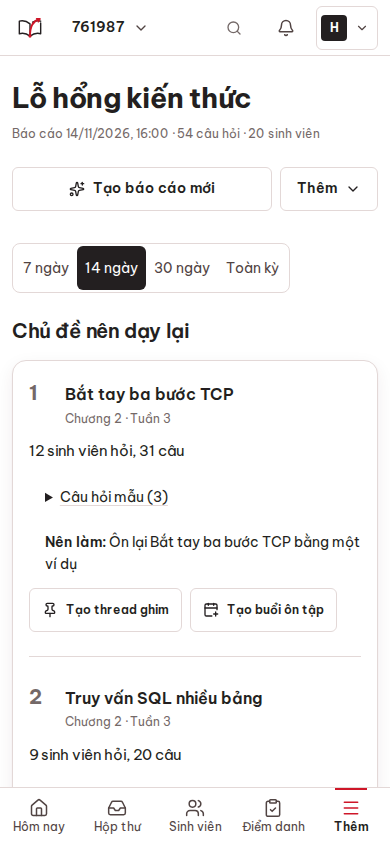 761987
H
Lỗ hổng kiến thức
Báo cáo 14/11/2026, 16:00 · 54 câu hỏi · 20 sinh viên
Tạo báo cáo mới
Thêm
7 ngày
14 ngày
30 ngày
Toàn kỳ
Chủ đề nên dạy lại
1
Bắt tay ba bước TCP
Chương 2 · Tuần 3
12 sinh viên hỏi, 31 câu
Câu hỏi mẫu (3)
Nên làm: Ôn lại Bắt tay ba bước TCP bằng một
ví dụ
Tạo thread ghim
Tạo buổi ôn tập
2
Truy vấn SQL nhiều bảng
Chương 2 · Tuần 3
9 sinh viên hỏi, 20 câu
Hôm nay
Hộp thư
Sinh viên
Điểm danh
Thêm